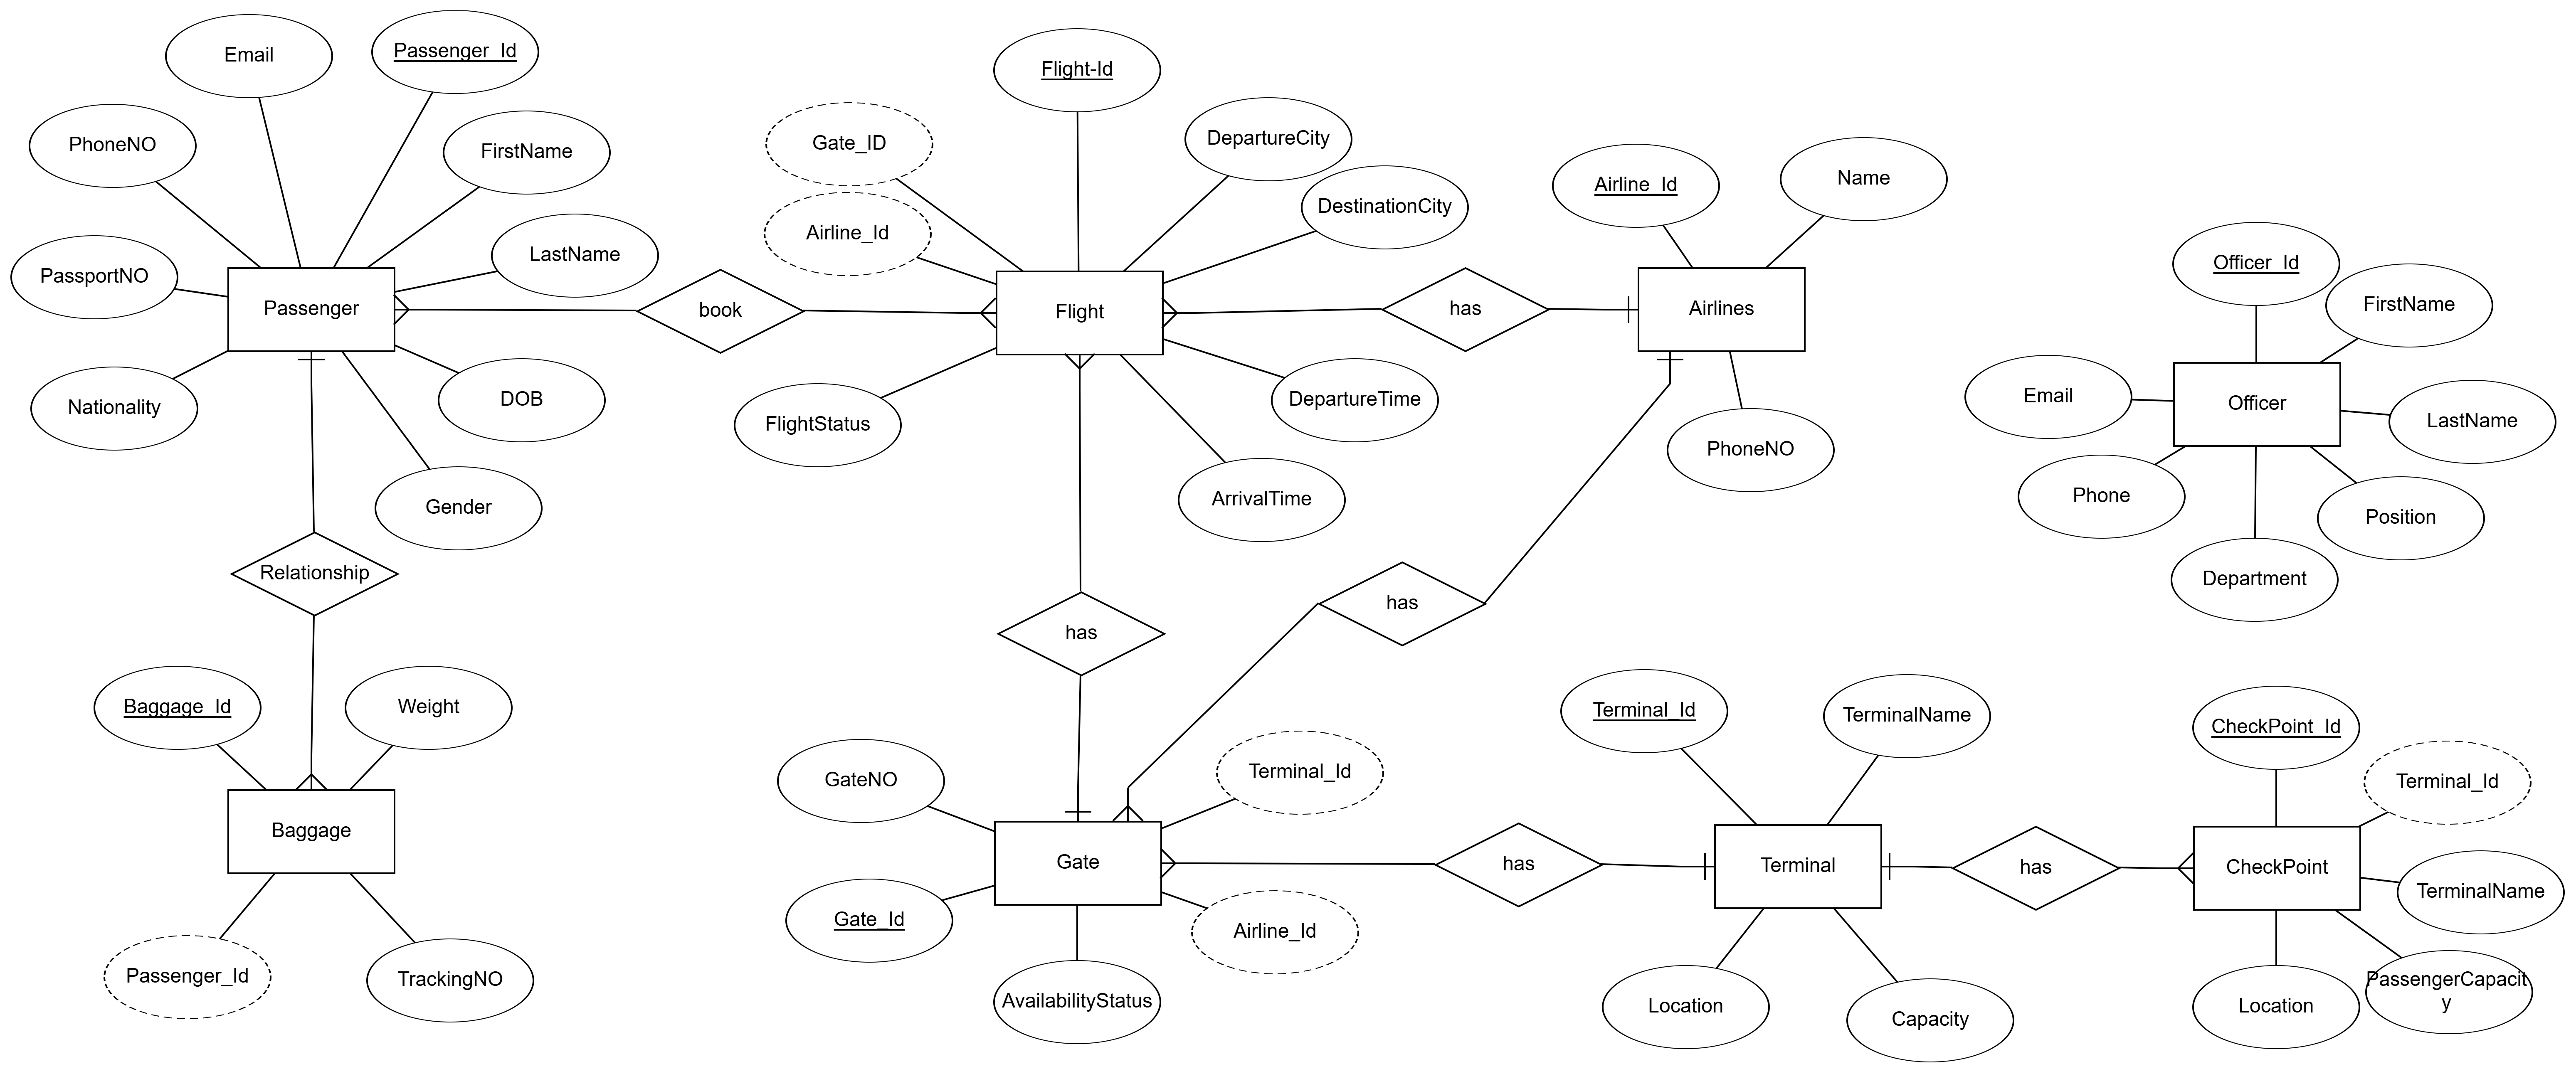 Email
Passenger_Id
PhoneNO
FirstName
PassportNO
LastName
Passenger
Nationality
DOB
Gender
book
Relationship
Baggage_Id
Weight
Baggage
Passenger_Id
TrackingNO
Flight-Id
Gate_ID
DepartureCity
Airline_Id
DestinationCity
Flight
FlightStatus
DepartureTime
ArrivalTime
has
Airline_Id
Name
Airlines
PhoneNO
has
has
GateNO
Terminal_Id
Gate
Gate_Id
Airline_Id
AvailabilityStatus
has
Terminal_Id
TerminalName
Terminal
Location
Capacity
has
Officer_Id
FirstName
Email
Officer
LastName
Phone
Position
Department
CheckPoint_Id
Terminal_Id
CheckPoint
TerminalName
Location
PassengerCapacit
y